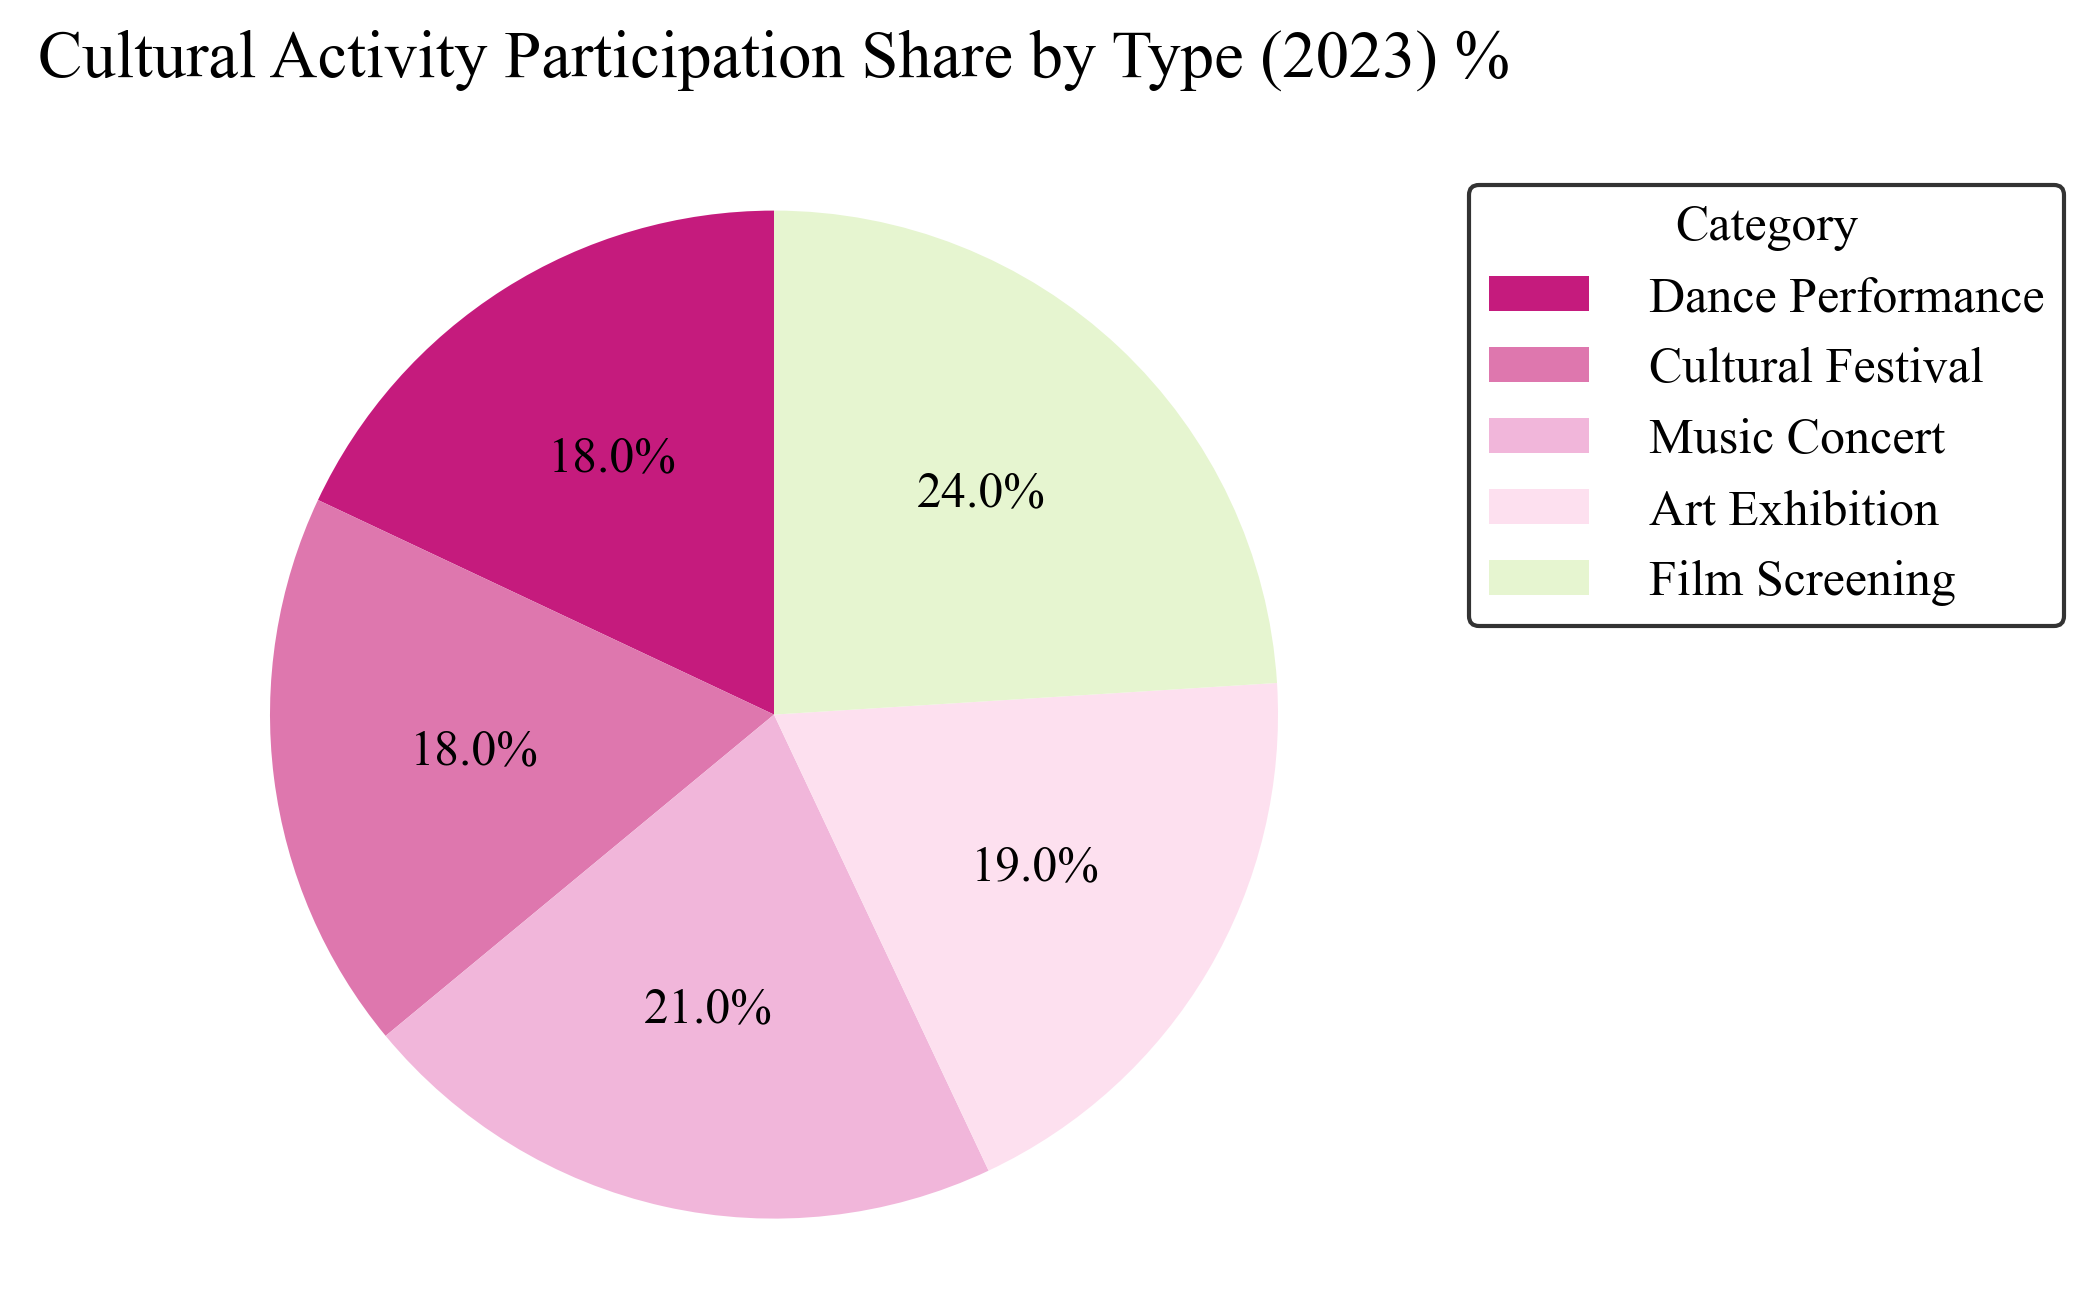 Cultural Activity Participation Share by Type (2023) %
Category
Dance Performance
Cultural Festival
Music Concert
Art Exhibition
Film Screening
18.0%
24.0%
18.0%
19.0%
21.0%